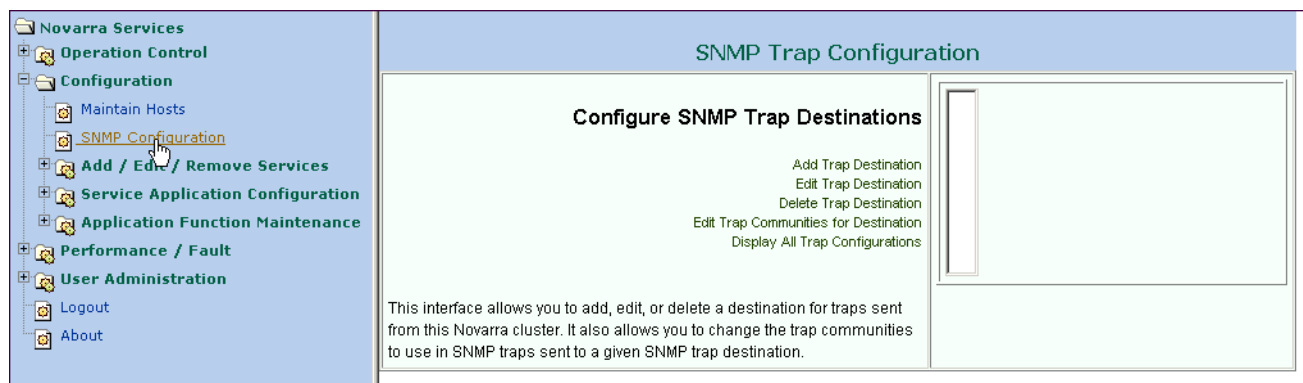 Novarra Services
Operation Control
Configuration
Maintain Hosts
SNMP Configuration
Add / Edit / Remove Services
Service Application Configuration
Application Function Maintenance
Performance / Fault
User Administration
Logout
About
SNMP Trap Configuration
Configure SNMP Trap Destinations
Add Trap Destination
Edit Trap Destination
Delete Trap Destination
Edit Trap Communities for Destination
Display All Trap Configurations
This interface allows you to add, edit, or delete a destination for traps sent
from this Novarra cluster. It also allows you to change the trap communities
to use in SNMP traps sent to a given SNMP trap destination.